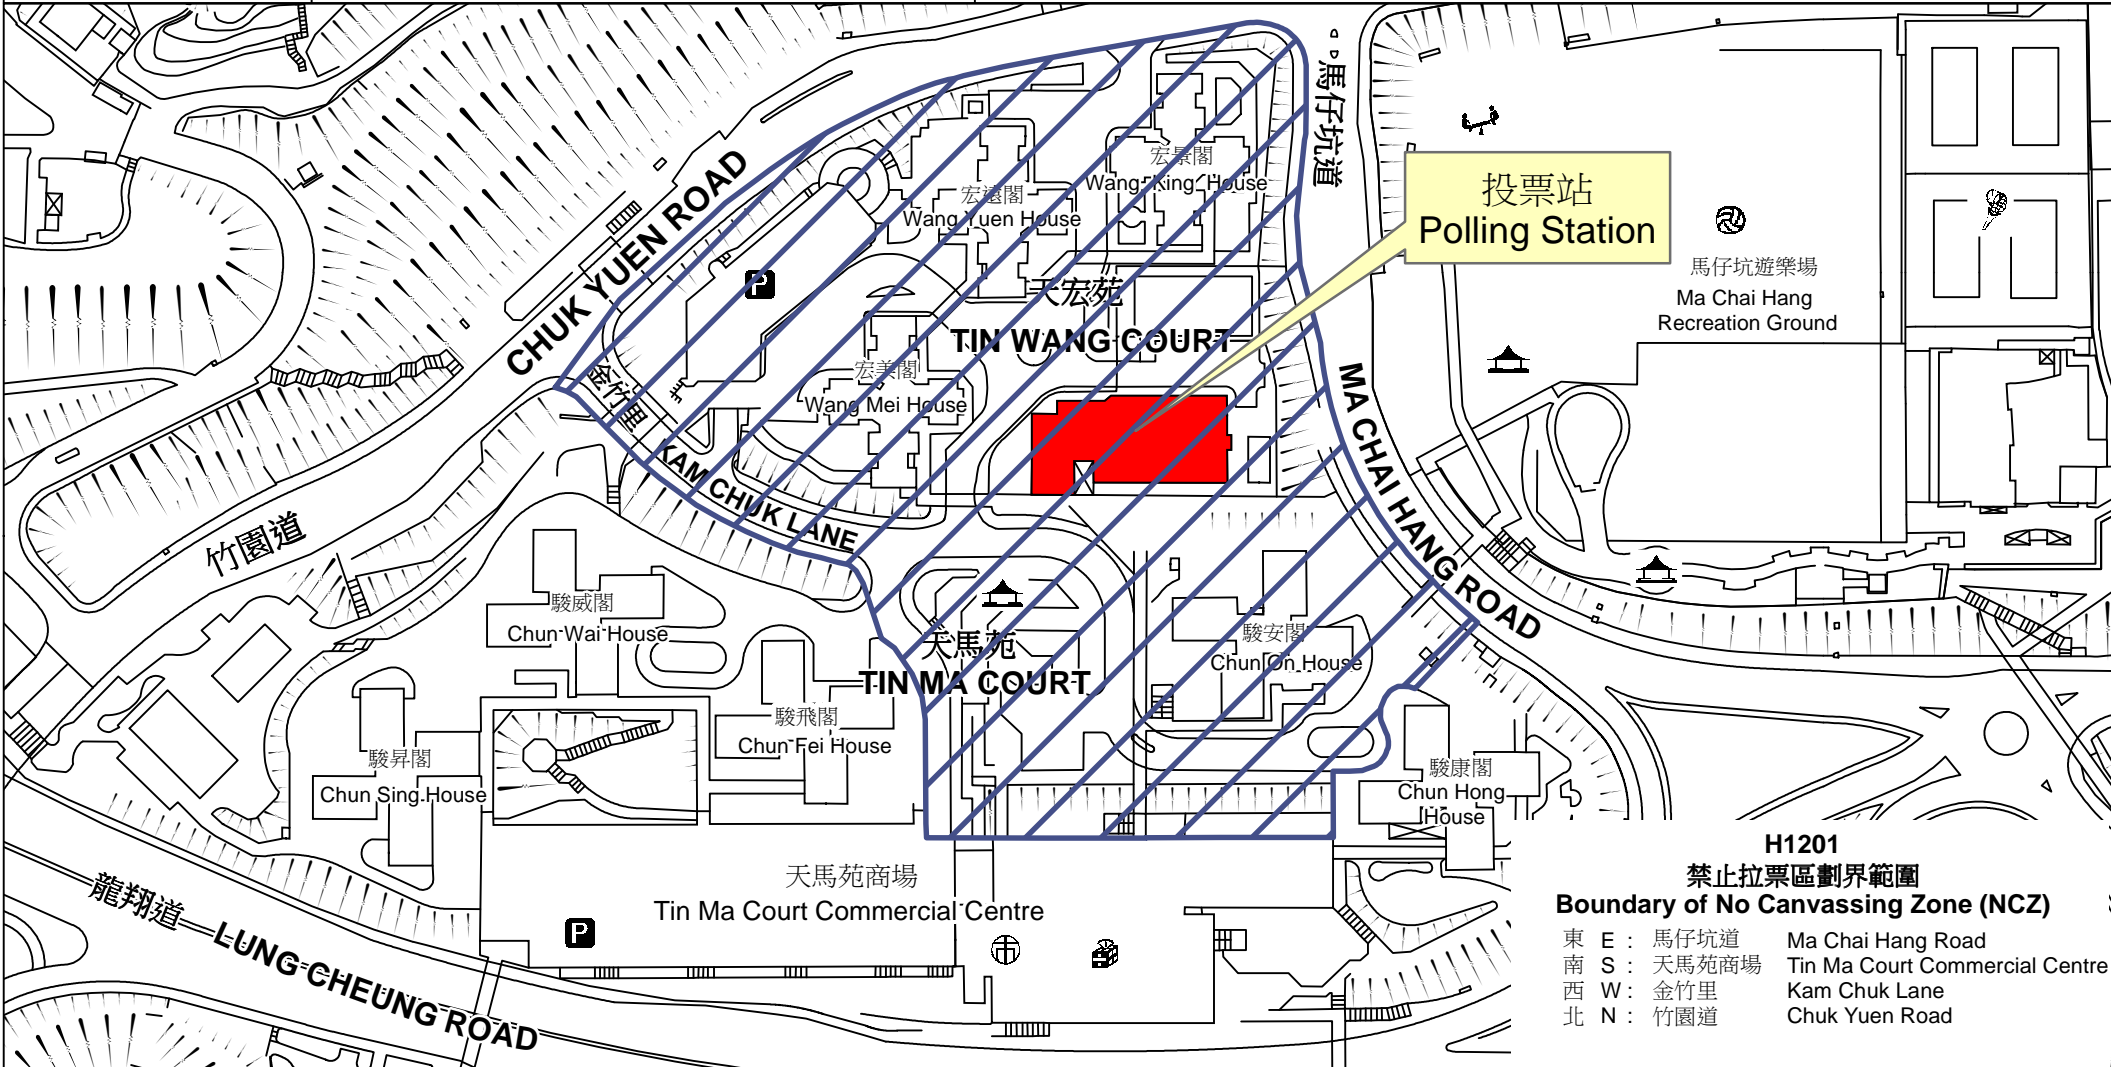 馬仔坑道
投票站
Polling Station
宏景閣
Wang King House
宏遠閣
Wang Yuen House
CHUK YUEN ROAD
P
天宏苑
TIN WANG COURT
馬仔坑遊樂場
Ma Chai Hang
Recreation Ground
金竹里
宏美閣
Wang Mei House
KAM CHUK LANE
MA CHAI HANG ROAD
竹園道
駿威閣
Chun Wai House
天馬苑
TIN MA COURT
駿安閣
Chun On House
駿飛閣
Chun Fei House
駿昇閣
Chun Sing House
駿康閣
Chun Hong
House
天馬苑商場
Tin Ma Court Commercial Centre
P
市
龍翔道 LUNG CHEUNG ROAD
H1201
禁止拉票區劃界範圍
Boundary of No Canvassing Zone (NCZ)
東 E : 馬仔坑道 Ma Chai Hang Road
南 S : 天馬苑商場 Tin Ma Court Commercial Centre
西 W : 金竹里 Kam Chuk Lane
北 N : 竹園道 Chuk Yuen Road